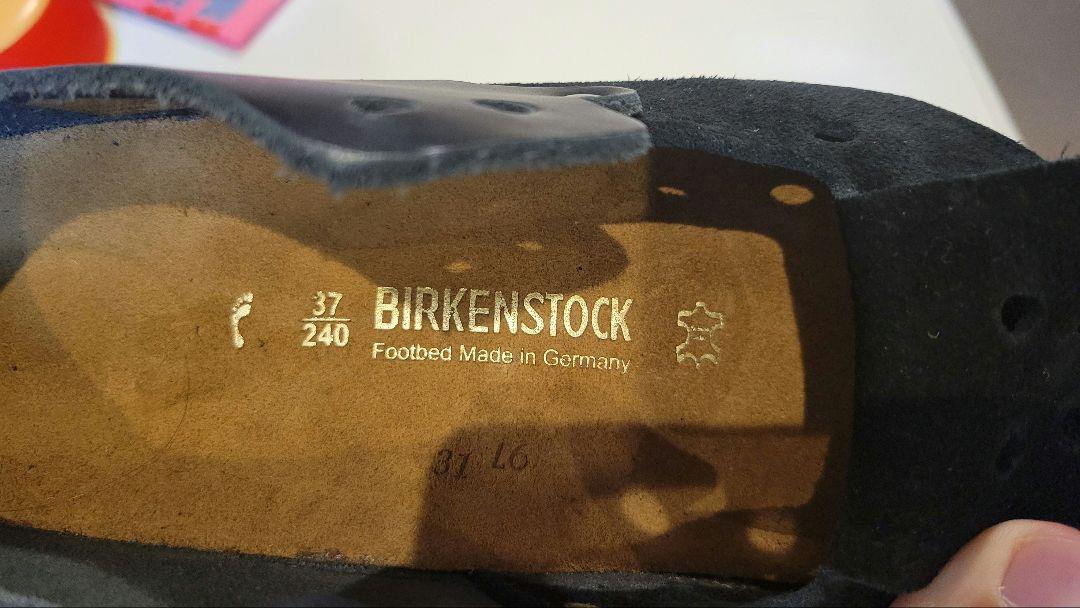 37
240
BIRKENSTOCK
Footbed Made in Germany